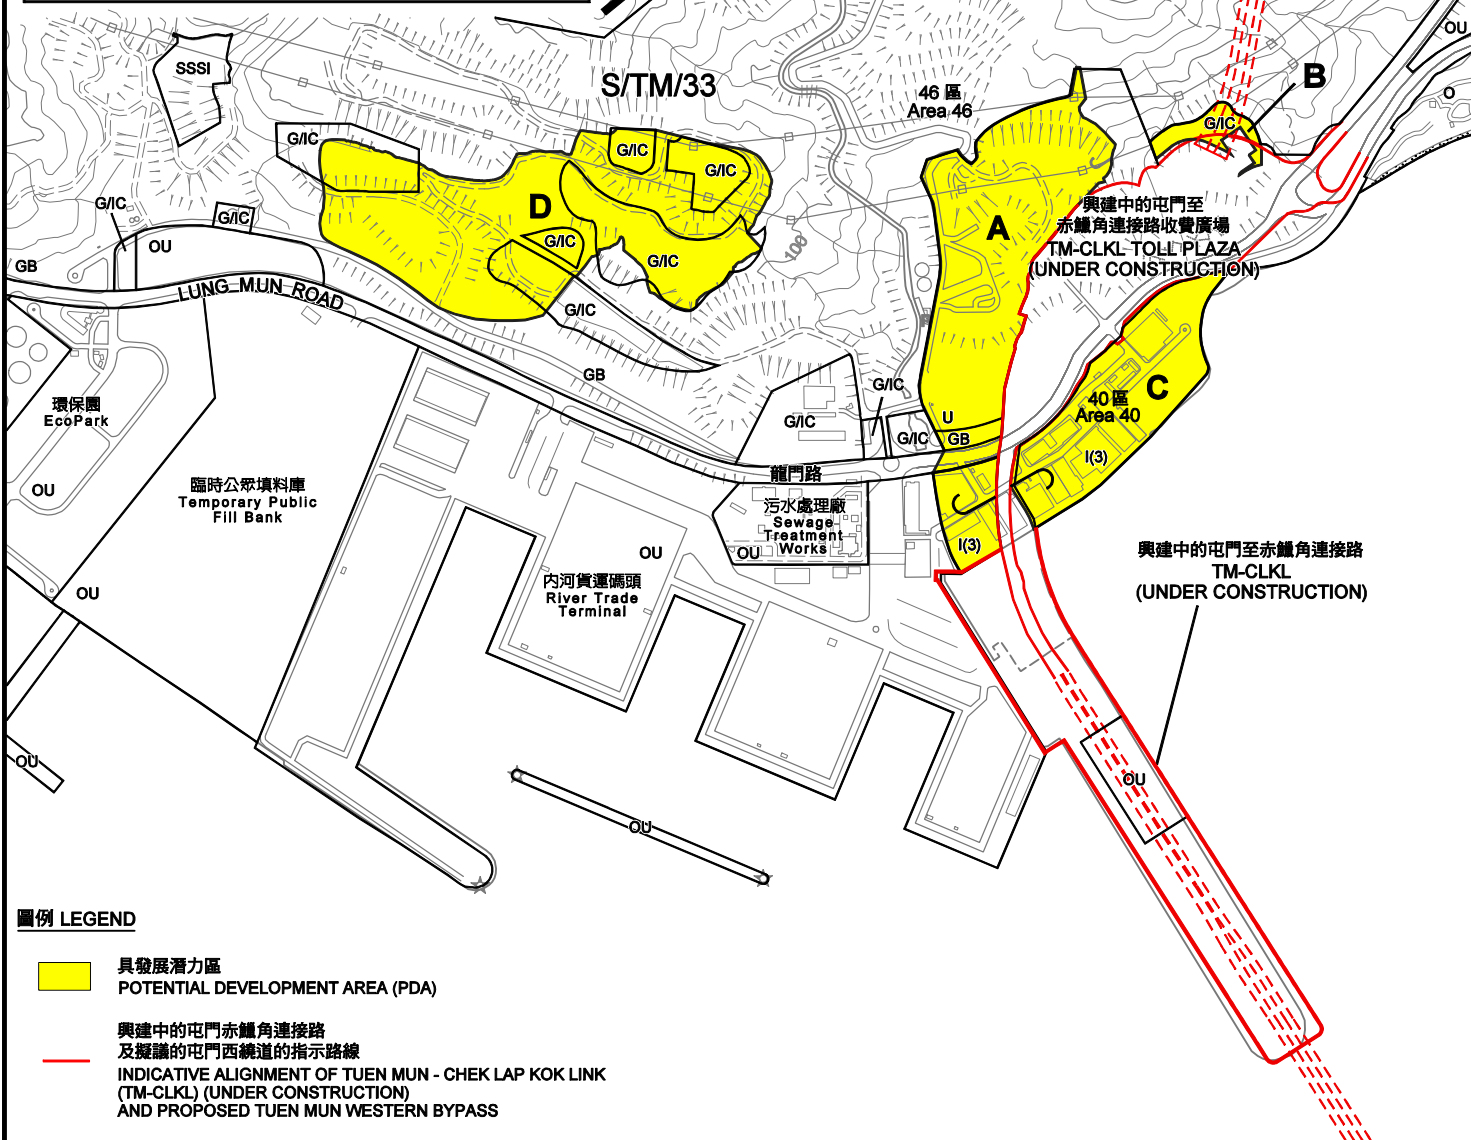 S/TM/33
SSSI
46 區
Area 46
B
OU
O
G/IC
G/IC
G/IC
G/IC
G/IC
G/IC
OU
D
G/IC
G/IC
A
100
興建中的屯門至
赤鱲角連接路收費廣場
TM-CLKL TOLL PLAZA
(UNDER CONSTRUCTION)
GB
LUNG MUN ROAD
G/IC
GB
G/IC
G/IC
G/IC
U
GB
C
40 區
Area 40
I(3)
I(3)
環保園
EcoPark
OU
臨時公眾填料庫
Temporary Public
Fill Bank
龍門路
污水處理廠
Sewage
Treatment
Works
OU
OU
內河貨運碼頭
River Trade
Terminal
OU
OU
OU
OU
興建中的屯門至赤鱲角連接路
TM-CLKL
(UNDER CONSTRUCTION)
圖例 LEGEND
具發展潛力區
POTENTIAL DEVELOPMENT AREA (PDA)
興建中的屯門赤鱲角連接路
及擬議的屯門西繞道的指示路線
INDICATIVE ALIGNMENT OF TUEN MUN - CHEK LAP KOK LINK
(TM-CLKL) (UNDER CONSTRUCTION)
AND PROPOSED TUEN MUN WESTERN BYPASS